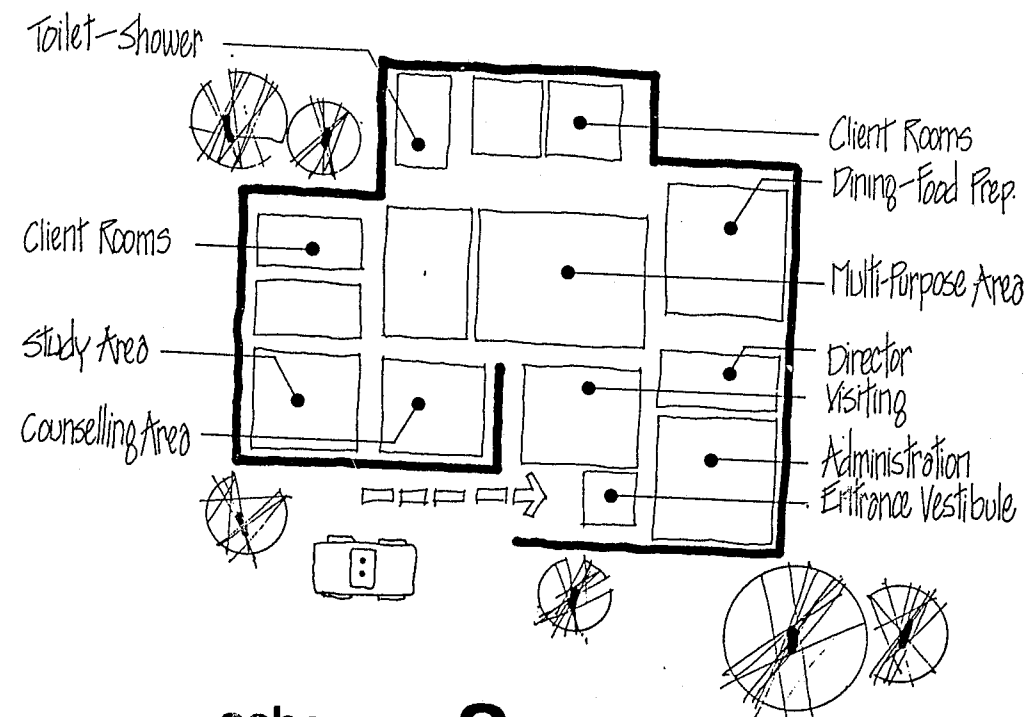 Toilet-Shower
Client Rooms
Dining-Food Prep.
Client Rooms
Multi-Purpose Area
Study Area
Director
Visiting
Counselling Area
Administration
Entrance Vestibule